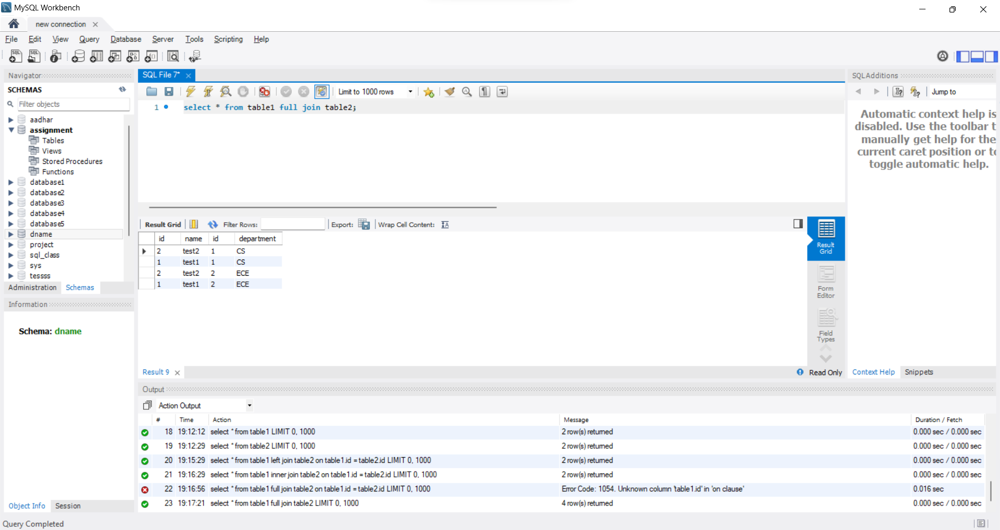 MySQL Workbench
new connection
File Edit View Query Database Server Tools Scripting Help
Navigator
SCHEMAS
Filter objects
aadhar
assignment
Tables
Views
Stored Procedures
Functions
database1
database2
database3
database4
database5
dname
project
sql_class
sys
tessss
Administration Schemas
Information
Schema: dname
Object Info Session
SQL File 7*
Limit to 1000 rows
1 select * from table1 full join table2;
Result Grid Filter Rows: Export: Wrap Cell Content:
id name id department
2 test2 1 CS
1 test1 1 CS
2 test2 2 ECE
1 test1 2 ECE
Result Grid
Form Editor
Field Types
Result 9
Read Only
SQLAdditions
Jump to
Automatic context help is
disabled. Use the toolbar t
manually get help for the
current caret position or to
toggle automatic help.
Context Help Snippets
Output
Action Output
# Time Action Message Duration / Fetch
18 19:12:12 select * from table1 LIMIT 0, 1000 2 row(s) returned 0.000 sec / 0.000 sec
19 19:12:29 select * from table2 LIMIT 0, 1000 2 row(s) returned 0.000 sec / 0.000 sec
20 19:15:29 select * from table1 left join table2 on table1.id = table2.id LIMIT 0, 1000 2 row(s) returned 0.000 sec / 0.000 sec
21 19:16:29 select * from table1 inner join table2 on table1.id = table2.id LIMIT 0, 1000 2 row(s) returned 0.000 sec / 0.000 sec
22 19:16:56 select * from table1 full join table2 on table1.id = table2.id LIMIT 0, 1000 Error Code: 1054. Unknown column 'table1.id' in 'on clause' 0.016 sec
23 19:17:21 select * from table1 full join table2 LIMIT 0, 1000 4 row(s) returned 0.000 sec / 0.000 sec
Query Completed